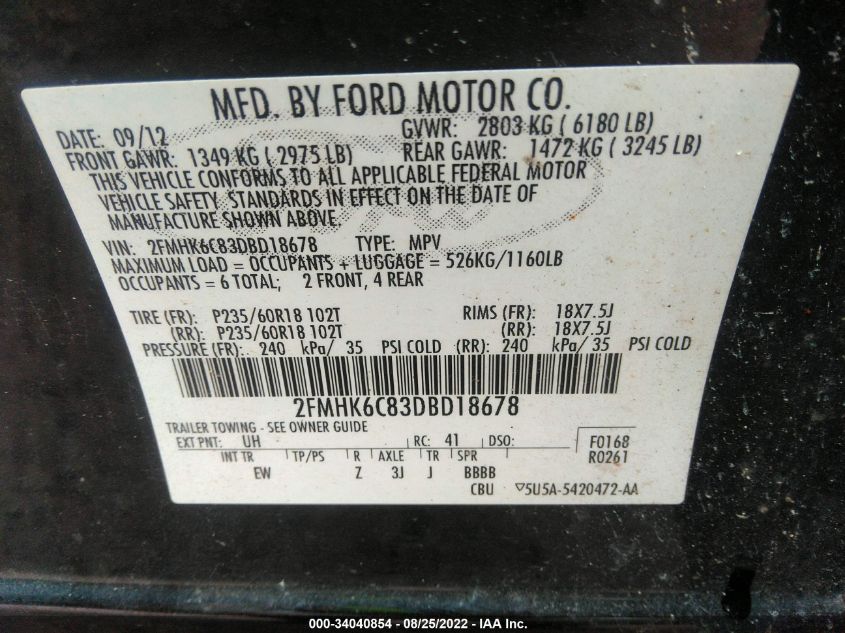 MFD. BY FORD MOTOR CO.
DATE: 09/12 GVWR: 2803 KG ( 6180 LB)
FRONT GAWR: 1349 KG ( 2975 LB) REAR GAWR: 1472 KG ( 3245 LB)
THIS VEHICLE CONFORMS TO ALL APPLICABLE FEDERAL MOTOR
VEHICLE SAFETY STANDARDS IN EFFECT ON THE DATE OF
MANUFACTURE SHOWN ABOVE.
VIN: 2FMHK6C83DBD18678 TYPE: MPV
MAXIMUM LOAD = OCCUPANTS + LUGGAGE = 526KG/1160LB
OCCUPANTS = 6 TOTAL; 2 FRONT, 4 REAR
TIRE (FR): P235/60R18 102T RIMS (FR): 18X7.5J
(RR): P235/60R18 102T (RR): 18X7.5J
PRESSURE (FR): 240 kPa/ 35 PSI COLD (RR): 240 kPa/ 35 PSI COLD
2FMHK6C83DBD18678
TRAILER TOWING - SEE OWNER GUIDE
EXT PNT: UH RC: 41 DSO: F0168
R0261
INT TR TP/PS R AXLE TR SPR
EW Z 3J J BBBB
CBU ▽5U5A-5420472-AA
000-34040854 - 08/25/2022 - IAA Inc.